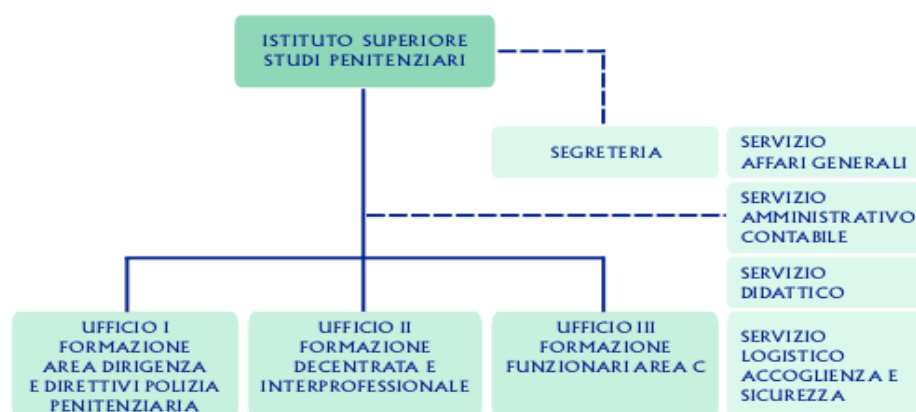 ISTITUTO SUPERIORE
STUDI PENITENZIARI
SEGRETERIA
SERVIZIO
AFFARI GENERALI
SERVIZIO
AMMINISTRATIVO
CONTABILE
SERVIZIO
DIDATTICO
UFFICIO I
FORMAZIONE
AREA DIRIGENZA
E DIRETTIVI POLIZIA
PENITENZIARIA
UFFICIO II
FORMAZIONE
DECENTRATA E
INTERPROFESSIONALE
UFFICIO III
FORMAZIONE
FUNZIONARI AREA C
SERVIZIO
LOGISTICO
ACCOGLIENZA E
SICUREZZA